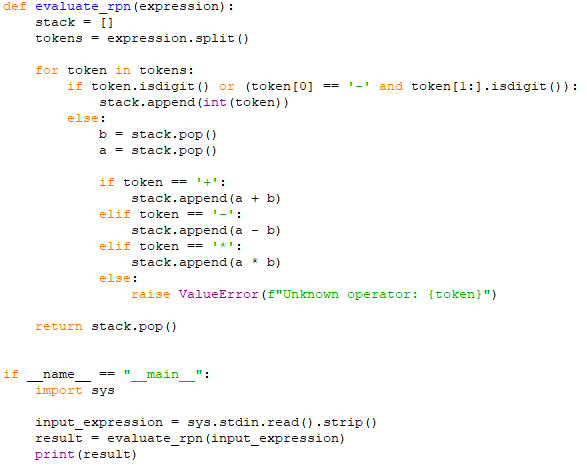 def evaluate_rpn(expression):
    stack = []
    tokens = expression.split()

    for token in tokens:
        if token.isdigit() or (token[0] == '-' and token[1:].isdigit()):
            stack.append(int(token))
        else:
            b = stack.pop()
            a = stack.pop()

            if token == '+':
                stack.append(a + b)
            elif token == '-':
                stack.append(a - b)
            elif token == '*':
                stack.append(a * b)
            else:
                raise ValueError(f"Unknown operator: {token}")

    return stack.pop()


if __name__ == "__main__":
    import sys

    input_expression = sys.stdin.read().strip()
    result = evaluate_rpn(input_expression)
    print(result)